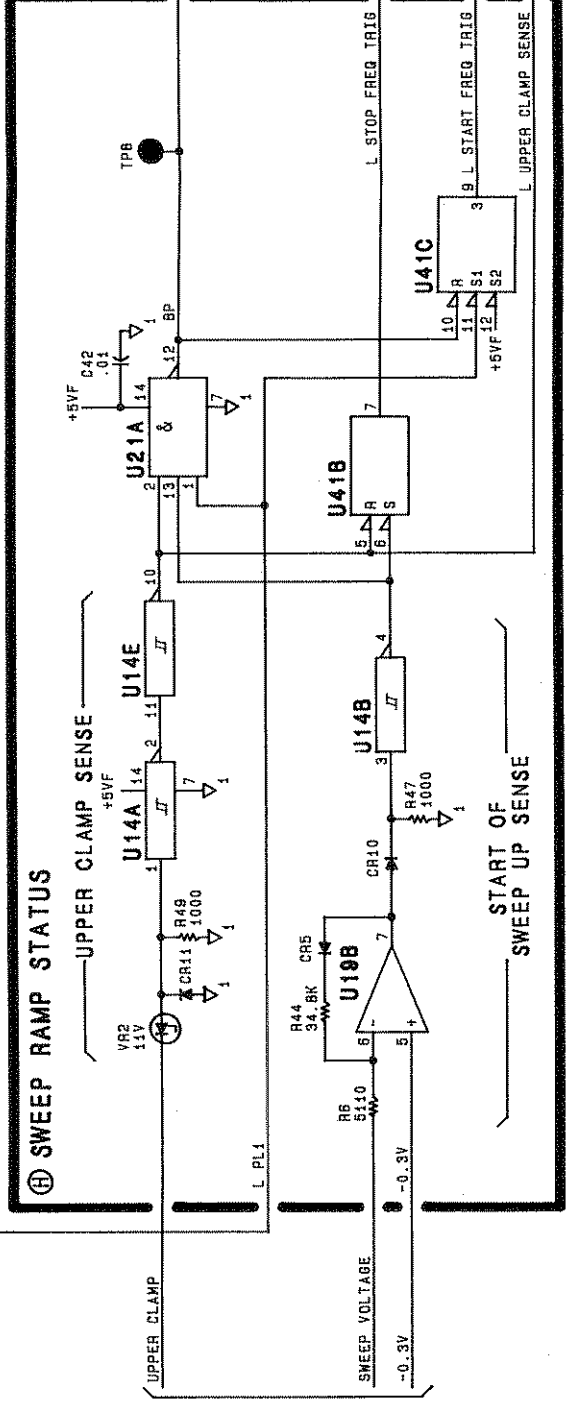 Ⓗ SWEEP RAMP STATUS
UPPER CLAMP SENSE
UPPER CLAMP
VR2
11V
CR11
1
R49
1000
1
1
U14A
+5VF
14
2
7
1
11
U14E
10
2
13
1
U21A
&
+5VF
14
C42
.01
1
12
7
1
BP
TP8
L PL1
SWEEP VOLTAGE
-0.3V
-0.3V
R6
5110
R44
34.8K
CR5
6
-
5
+
U19B
7
CR10
R47
1000
1
3
U14B
4
START OF
SWEEP UP SENSE
U41B
5
R
6
S
7
L STOP FREQ TRIG
U41C
10
R
11
S1
12
S2
+5VF
3
9
L START FREQ TRIG
L UPPER CLAMP SENSE